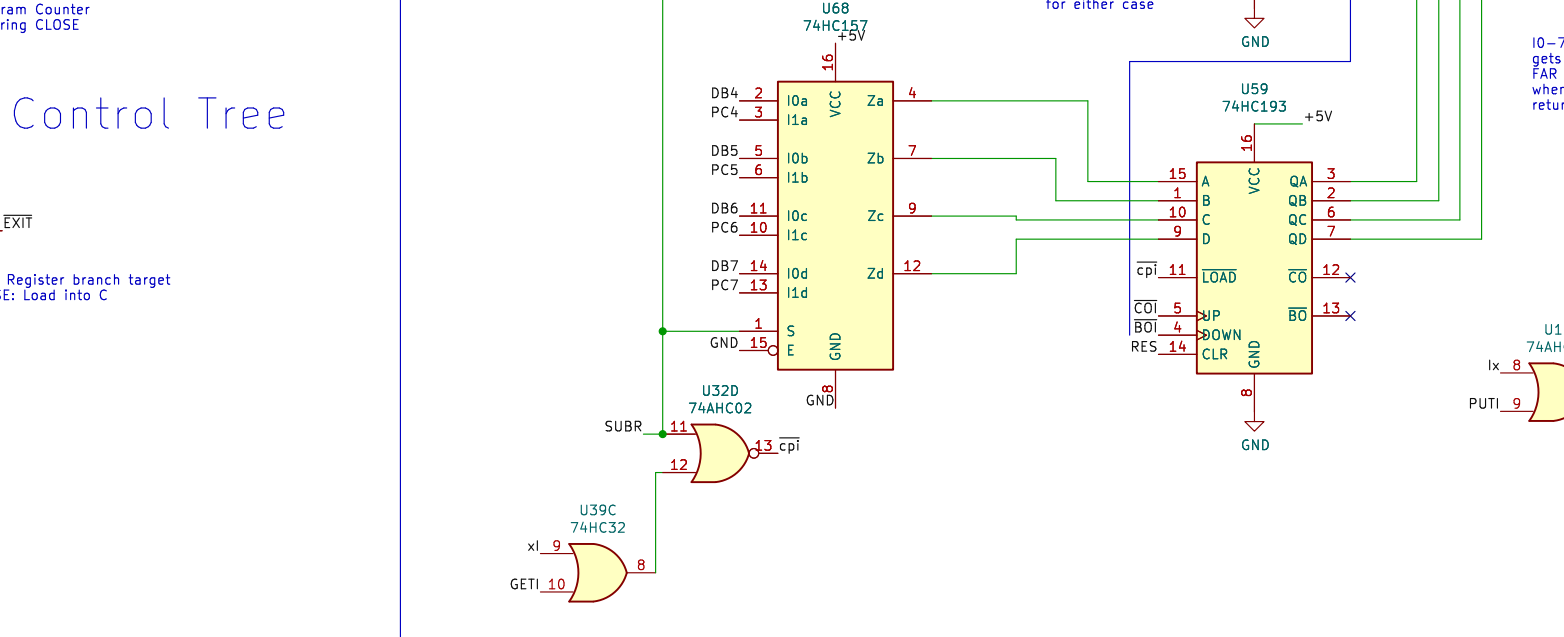 ram Counter
ring CLOSE
Control Tree
EXIT
Register branch target
SE: Load into C
U68
74HC157
+5V
16
VCC
DB4 2 I0a
PC4 3 I1a
DB5 5 I0b
PC5 6 I1b
DB6 11 I0c
PC6 10 I1c
DB7 14 I0d
PC7 13 I1d
1 S
GND 15 E
Za 4
Zb 7
Zc 9
Zd 12
GND
8
GND
for either case
GND
U59
74HC193
+5V
16
VCC
15 A
1 B
10 C
9 D
cpi 11 LOAD
COI 5 UP
BOI 4 DOWN
RES 14 CLR
QA 3
QB 2
QC 6
QD 7
CO 12
BO 13
GND
8
GND
IO-7
gets
FAR
wher
retur
U1
74AH
Ix 8
PUTI 9
U32D
74AHC02
SUBR 11
12
13 cpi
U39C
74HC32
xI 9
GETI 10
8